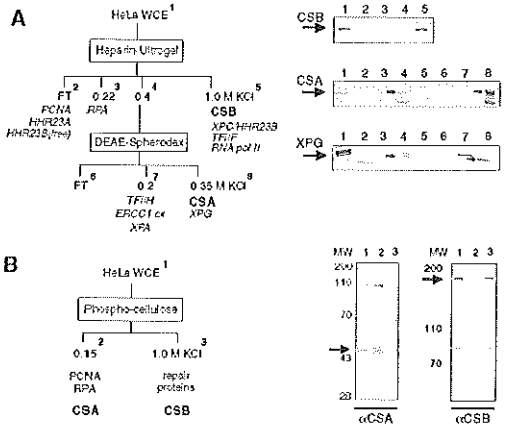 A
HeLa WCE 1
Heparin-Ultrogel
FT 2 0.22 3 0.4 4 1.0 M KCl 5
PCNA RPA CSB
HHR23A XPC/HHR23B
HHR23B(free) TFIIF
RNA pol II
DEAE-Spherodex
FT 6 0.2 7 0.35 M KCl 8
TFIIH CSA
ERCC1 cx XPG
XPA
CSB
1 2 3 4 5
CSA
1 2 3 4 5 6 7 8
XPG
1 2 3 4 5 6 7 8
B
HeLa WCE 1
Phospho-cellulose
0.15 2 1.0 M KCl 3
PCNA repair
RPA proteins
CSA CSB
MW 1 2 3
200
110
70
43
28
αCSA
MW 1 2 3
200
110
70
αCSB